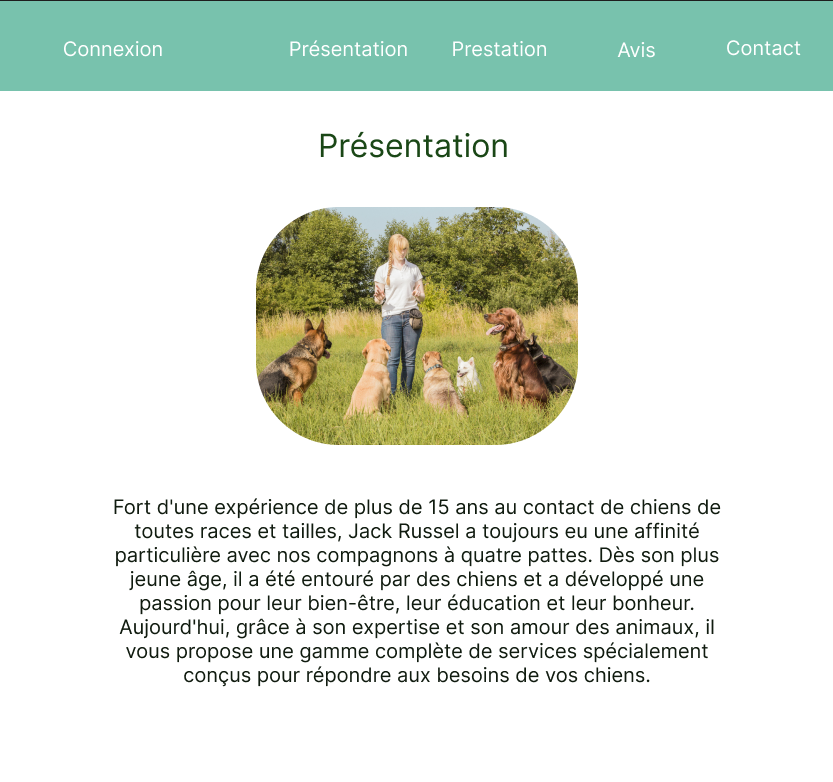 Connexion Présentation Prestation Avis Contact
Présentation
Fort d'une expérience de plus de 15 ans au contact de chiens de
toutes races et tailles, Jack Russel a toujours eu une affinité
particulière avec nos compagnons à quatre pattes. Dès son plus
jeune âge, il a été entouré par des chiens et a développé une
passion pour leur bien-être, leur éducation et leur bonheur.
Aujourd'hui, grâce à son expertise et son amour des animaux, il
vous propose une gamme complète de services spécialement
conçus pour répondre aux besoins de vos chiens.